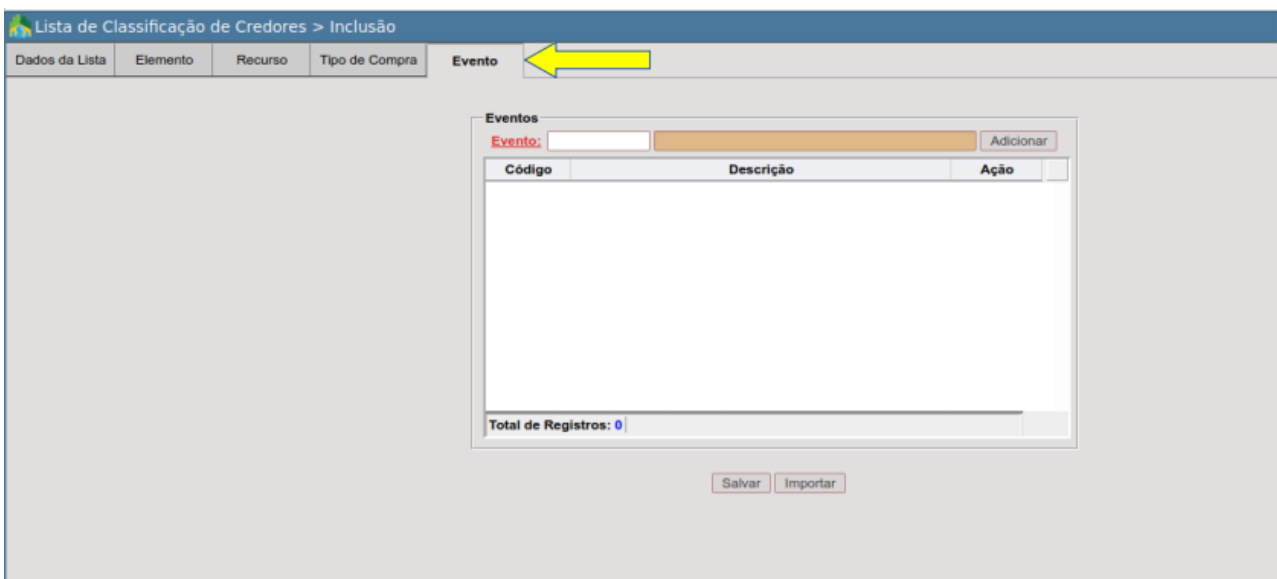 Lista de Classificação de Credores > Inclusão
Dados da Lista Elemento Recurso Tipo de Compra Evento
Eventos
Evento: Adicionar
Código Descrição Ação
Total de Registros: 0
Salvar Importar